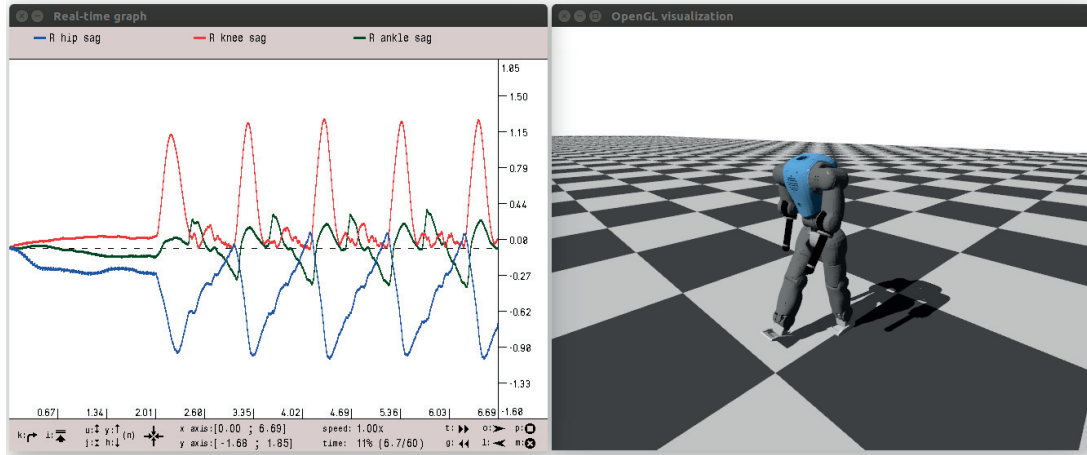 Real-time graph
R hip sag
R knee sag
R ankle sag
1.85
1.50
1.15
0.79
0.44
0.08
-0.27
-0.62
-0.98
-1.33
-1.68
0.67
1.34
2.01
2.68
3.35
4.02
4.69
5.36
6.03
6.69
k:
i:
u: y:
j: h: (n)
x axis:[0.00 ; 6.69]
y axis:[-1.68 ; 1.85]
speed: 1.00x
time: 11% (6.7/60)
t: o: p:
g: l: m:
OpenGL visualization